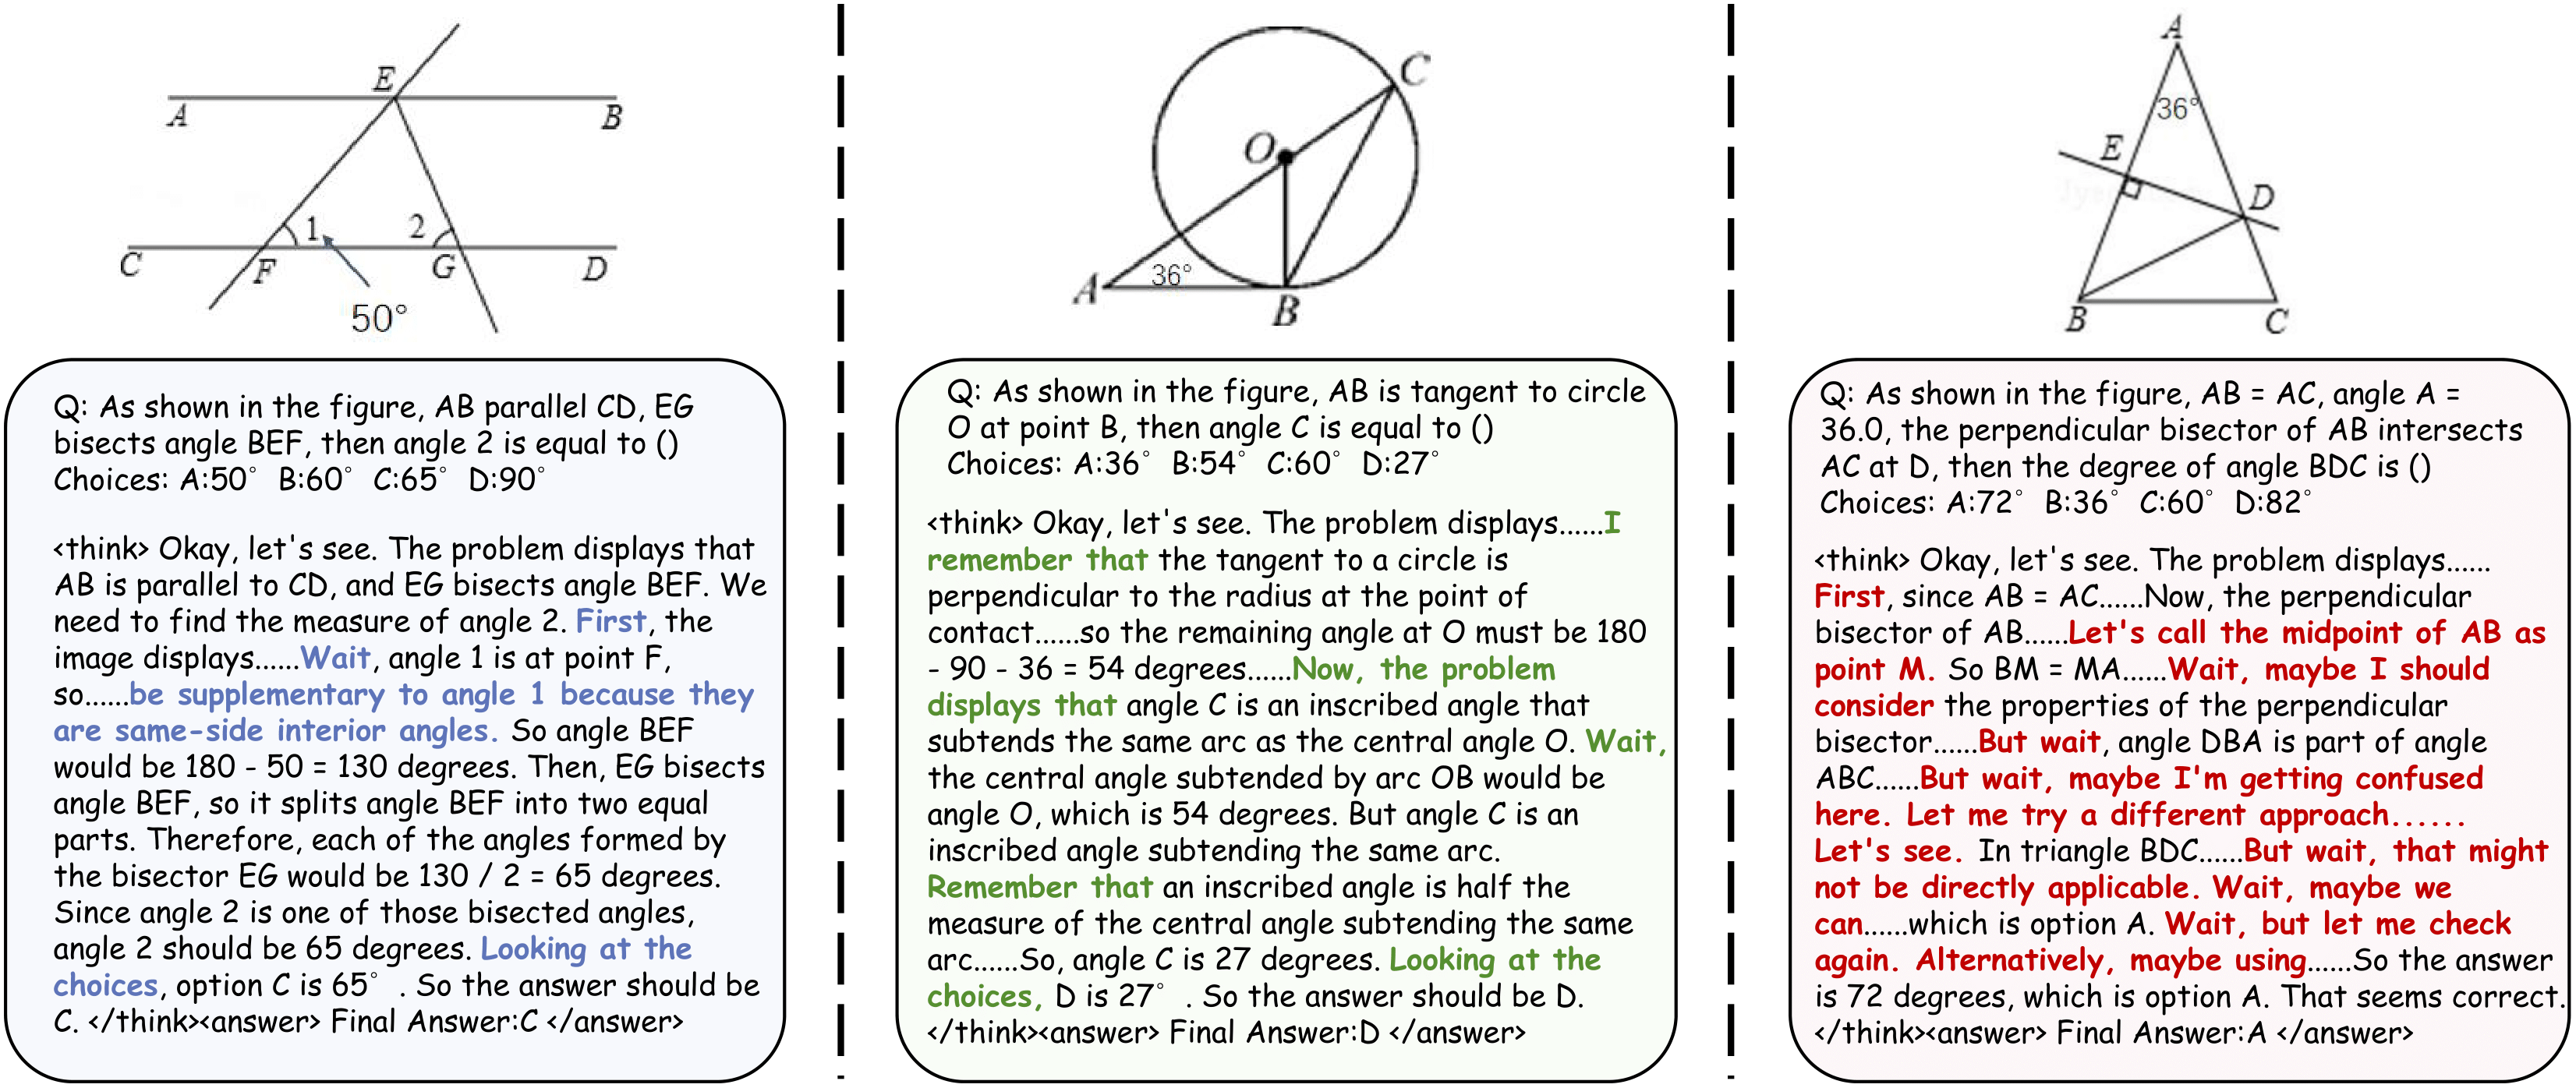 E
A
B
1
2
C
F
G
D
50°
Q: As shown in the figure, AB parallel CD, EG
bisects angle BEF, then angle 2 is equal to ()
Choices: A:50° B:60° C:65° D:90°
<think> Okay, let's see. The problem displays that
AB is parallel to CD, and EG bisects angle BEF. We
need to find the measure of angle 2. First, the
image displays......Wait, angle 1 is at point F,
so......be supplementary to angle 1 because they
are same-side interior angles. So angle BEF
would be 180 - 50 = 130 degrees. Then, EG bisects
angle BEF, so it splits angle BEF into two equal
parts. Therefore, each of the angles formed by
the bisector EG would be 130 / 2 = 65 degrees.
Since angle 2 is one of those bisected angles,
angle 2 should be 65 degrees. Looking at the
choices, option C is 65° . So the answer should be
C. </think><answer> Final Answer:C </answer>
C
O
36°
A
B
Q: As shown in the figure, AB is tangent to circle
O at point B, then angle C is equal to ()
Choices: A:36° B:54° C:60° D:27°
<think> Okay, let's see. The problem displays......I
remember that the tangent to a circle is
perpendicular to the radius at the point of
contact......so the remaining angle at O must be 180
- 90 - 36 = 54 degrees......Now, the problem
displays that angle C is an inscribed angle that
subtends the same arc as the central angle O. Wait,
the central angle subtended by arc OB would be
angle O, which is 54 degrees. But angle C is an
inscribed angle subtending the same arc.
Remember that an inscribed angle is half the
measure of the central angle subtending the same
arc......So, angle C is 27 degrees. Looking at the
choices, D is 27° . So the answer should be D.
</think><answer> Final Answer:D </answer>
A
36°
E
D
B
C
Q: As shown in the figure, AB = AC, angle A =
36.0, the perpendicular bisector of AB intersects
AC at D, then the degree of angle BDC is ()
Choices: A:72° B:36° C:60° D:82°
<think> Okay, let's see. The problem displays......
First, since AB = AC......Now, the perpendicular
bisector of AB......Let's call the midpoint of AB as
point M. So BM = MA......Wait, maybe I should
consider the properties of the perpendicular
bisector......But wait, angle DBA is part of angle
ABC......But wait, maybe I'm getting confused
here. Let me try a different approach......
Let's see. In triangle BDC......But wait, that might
not be directly applicable. Wait, maybe we
can......which is option A. Wait, but let me check
again. Alternatively, maybe using......So the answer
is 72 degrees, which is option A. That seems correct.
</think><answer> Final Answer:A </answer>